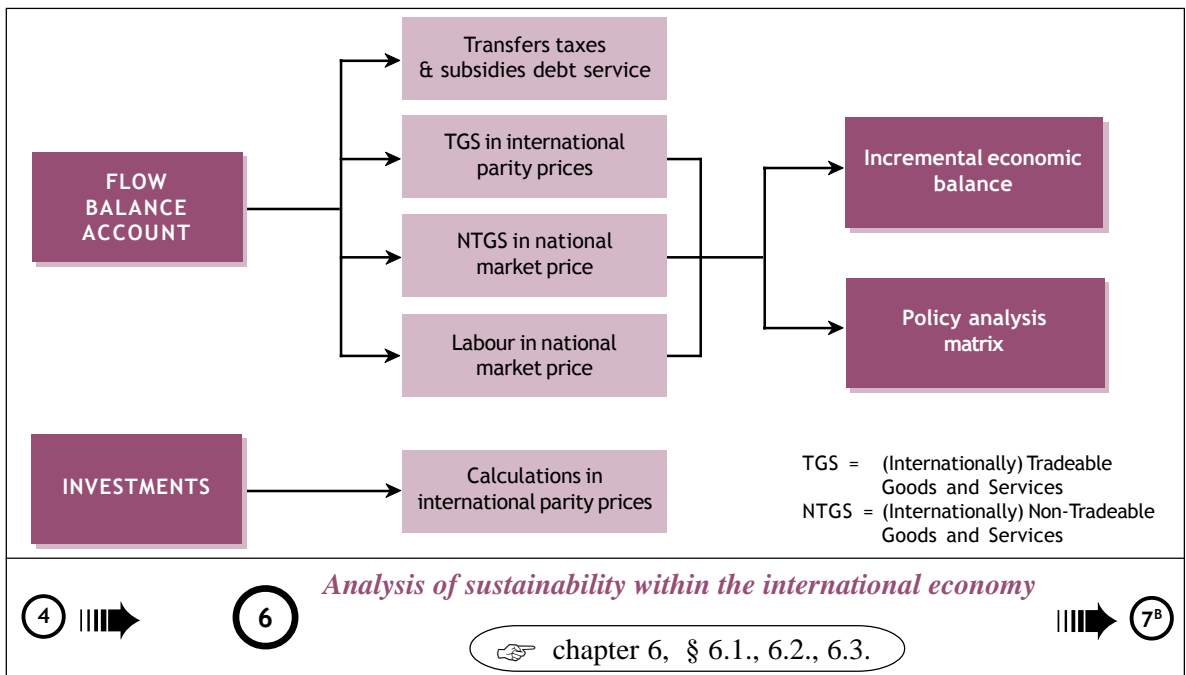 Transfers taxes
& subsidies debt service
TGS in international
parity prices
FLOW
BALANCE
ACCOUNT
NTGS in national
market price
Labour in national
market price
Incremental economic
balance
Policy analysis
matrix
INVESTMENTS
Calculations in
international parity prices
TGS = (Internationally) Tradeable
Goods and Services
NTGS = (Internationally) Non-Tradeable
Goods and Services
Analysis of sustainability within the international economy
4
6
7B
☞ chapter 6, § 6.1., 6.2., 6.3.